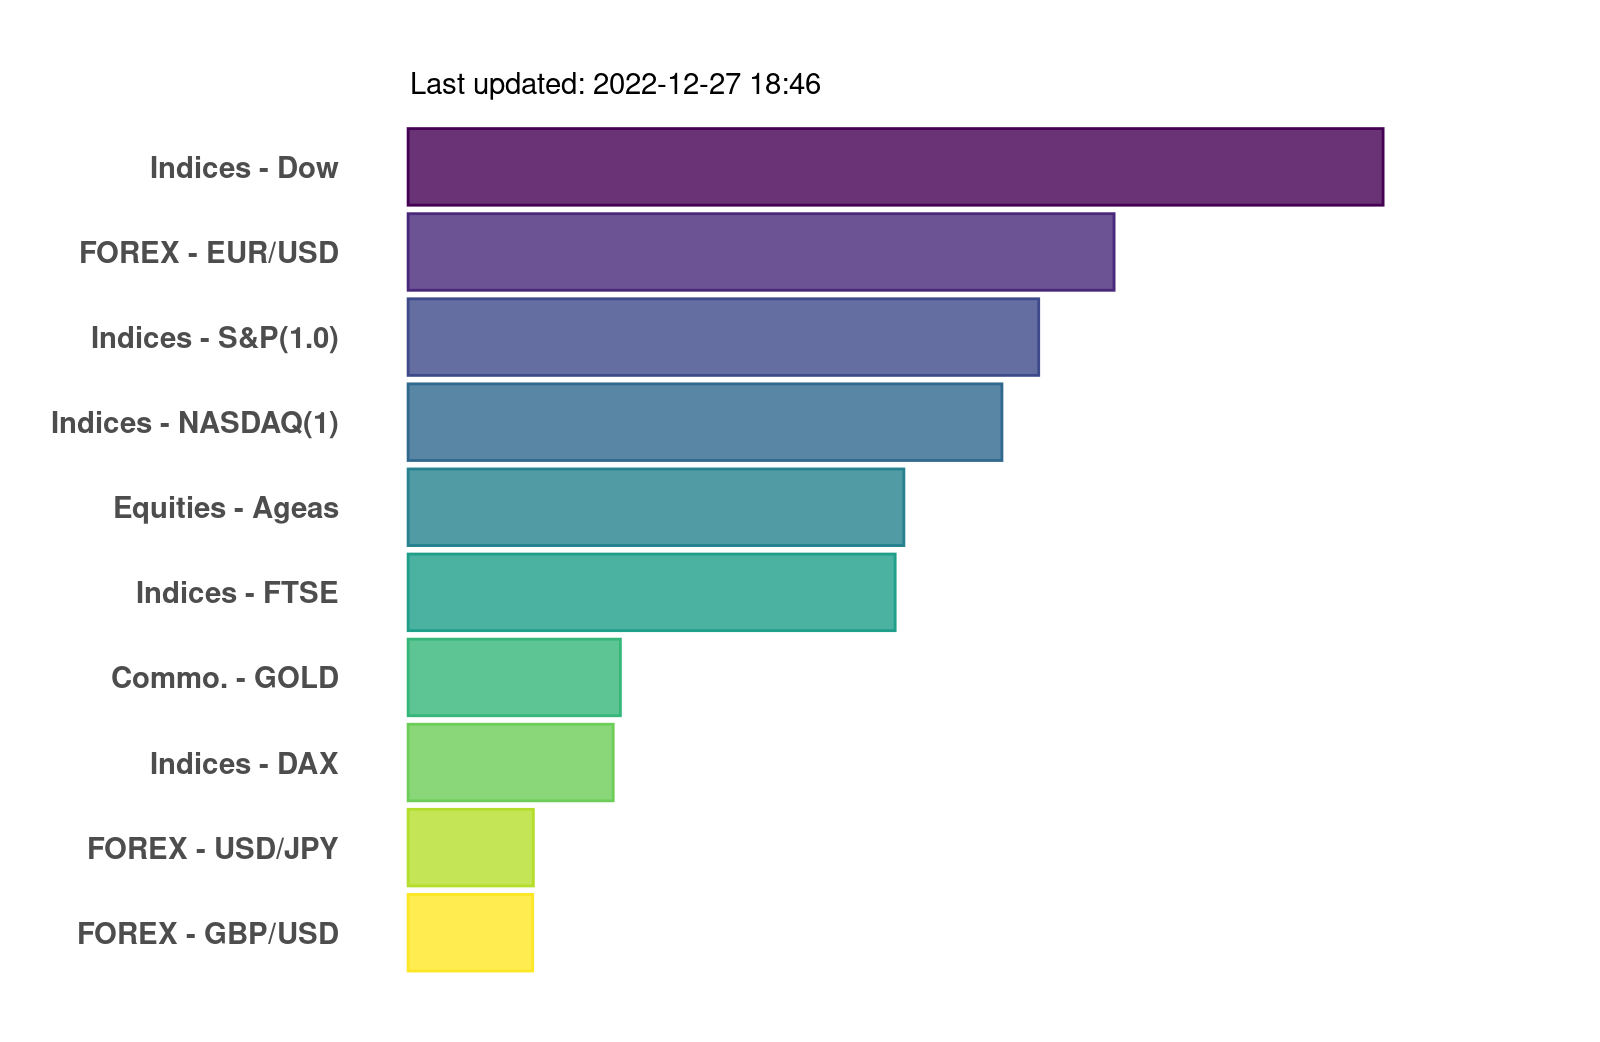 Last updated: 2022-12-27 18:46
Indices - Dow
FOREX - EUR/USD
Indices - S&P(1.0)
Indices - NASDAQ(1)
Equities - Ageas
Indices - FTSE
Commo. - GOLD
Indices - DAX
FOREX - USD/JPY
FOREX - GBP/USD